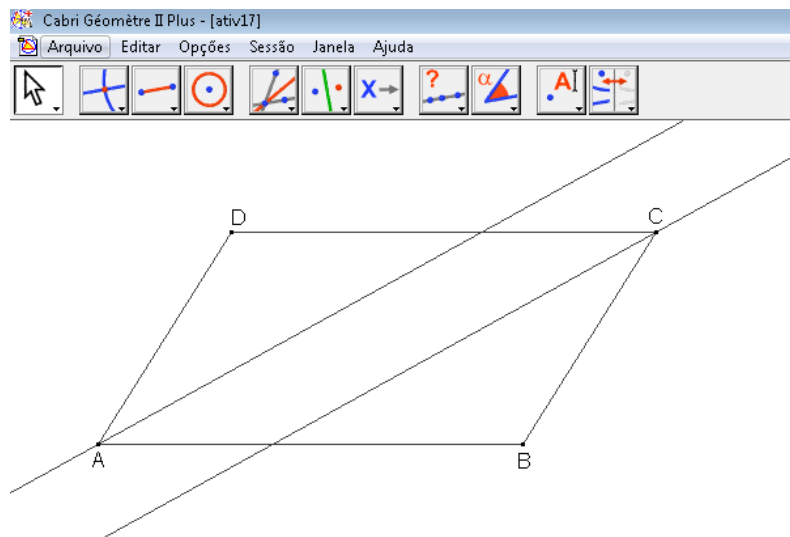 Cabri Géomètre II Plus - [ativ17]
Arquivo Editar Opções Sessão Janela Ajuda
X ? α A
D C
A B